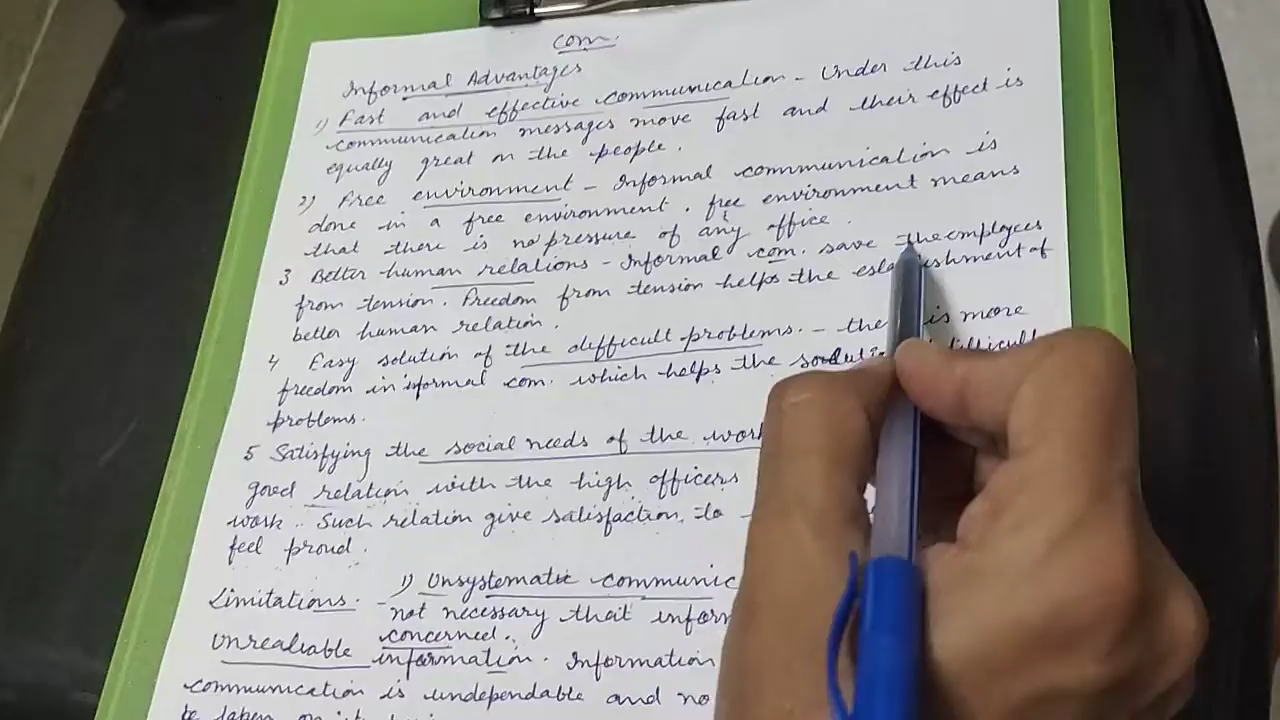 com.
Informal Advantages
1) Fast and effective communication - Under this
communication messages move fast and their effect is
equally great on the people.
2) Free environment - Informal communication is
done in a free environment. free environment means
that there is no pressure of any office.
3 Better human relations - Informal com. save the employees
from tension. Freedom from tension helps the establishment of
better human relation.
4 Easy solution of the difficult problems. - the is more
freedom in informal com. which helps the difficult
problems.
5 Satisfying the social needs of the work
good relation with the high officers
work. Such relation give satisfaction to
feel proud.
Limitations. - 1) Unsystematic communic
not necessary that inform
concerned.
Unrealiable information. Information
communication is undependable and no
be taken on